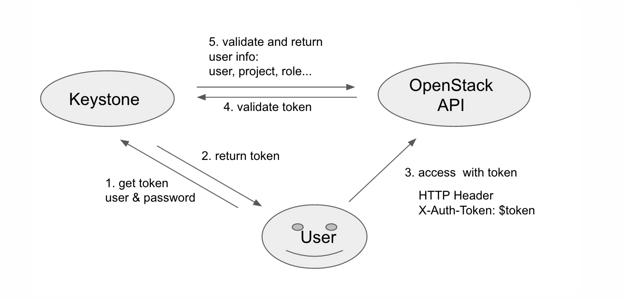 5. validate and return
user info:
user, project, role...
Keystone
OpenStack
API
4. validate token
2. return token
3. access with token
1. get token
user & password
HTTP Header
X-Auth-Token: $token
User